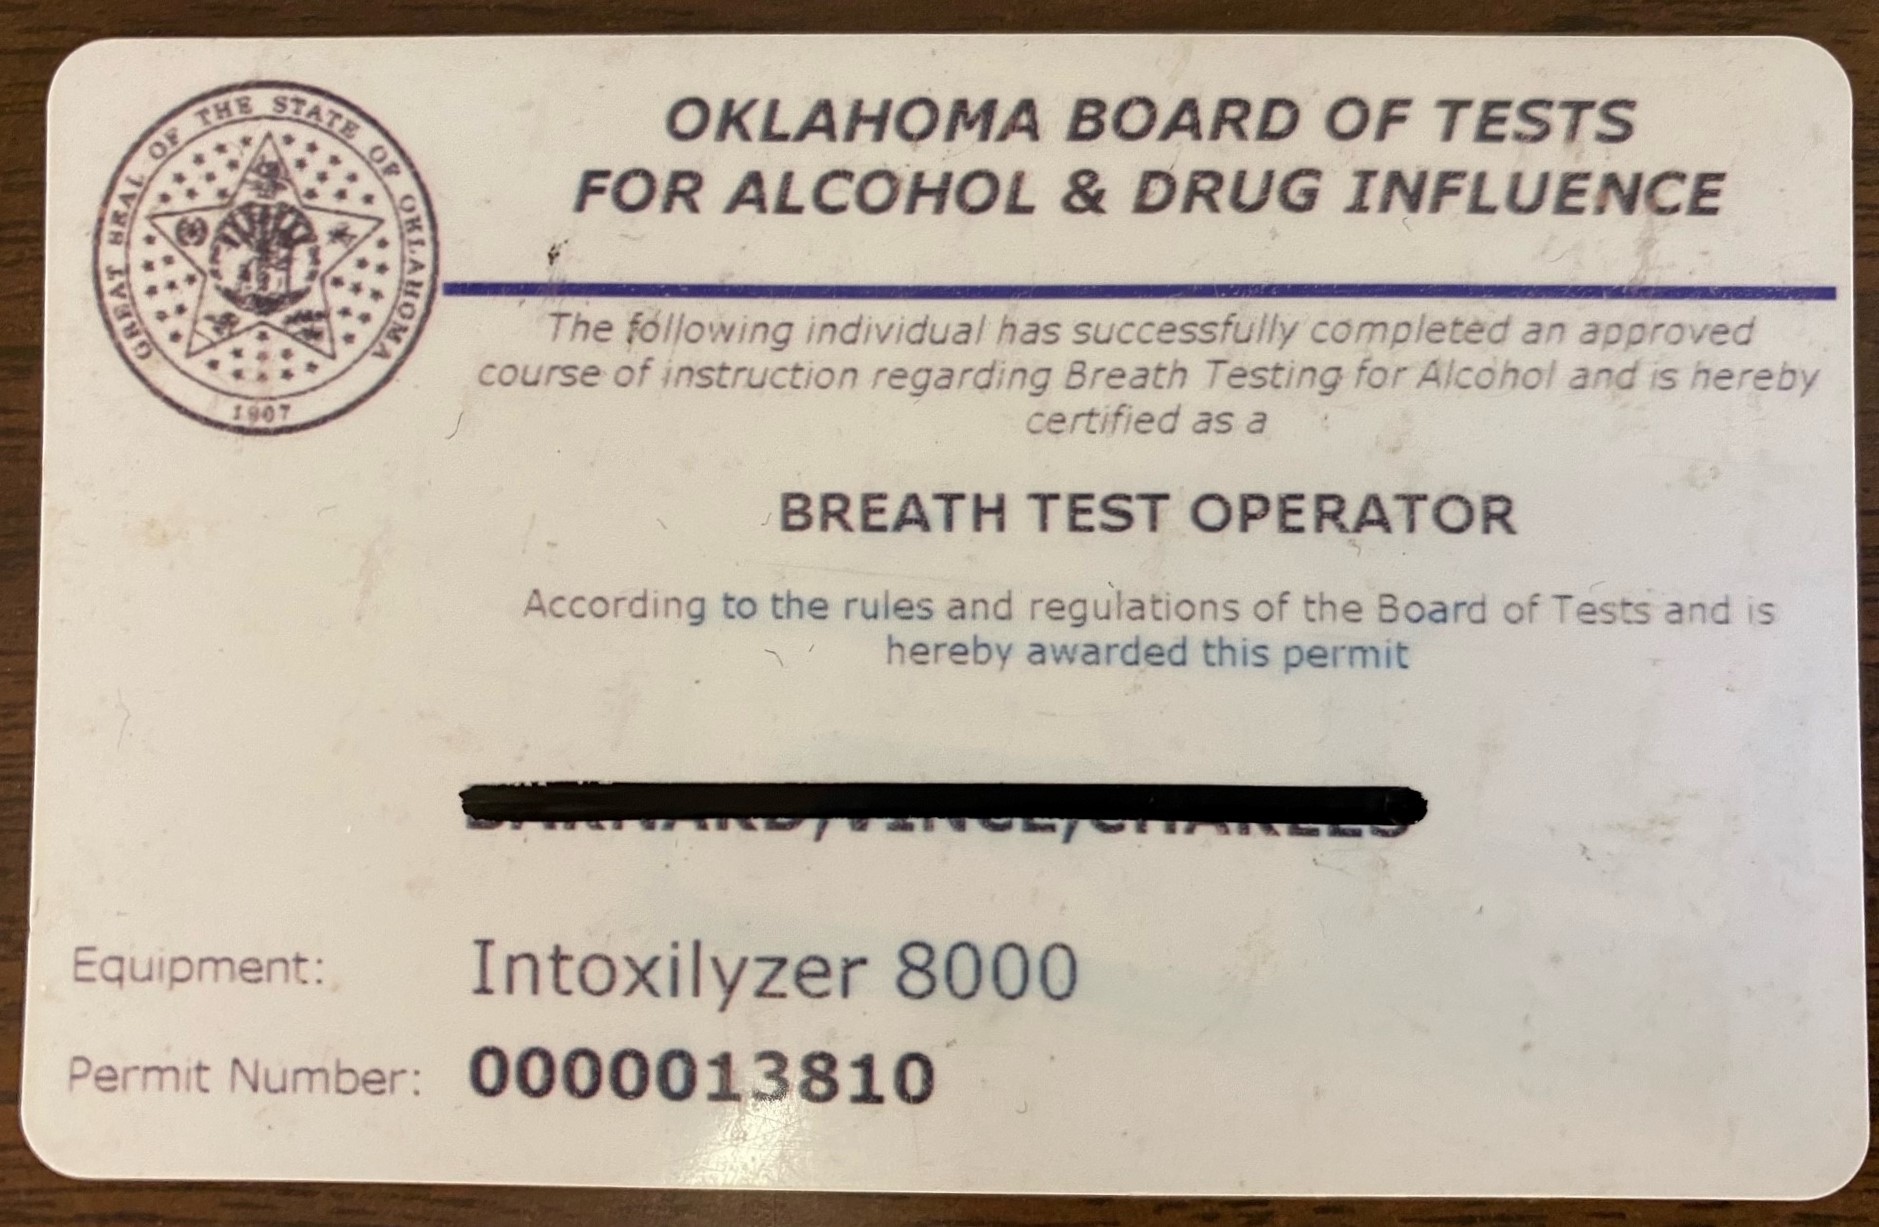 GREAT SEAL OF THE STATE OF OKLAHOMA
1907
OKLAHOMA BOARD OF TESTS
FOR ALCOHOL & DRUG INFLUENCE
The following individual has successfully completed an approved
course of instruction regarding Breath Testing for Alcohol and is hereby
certified as a
BREATH TEST OPERATOR
According to the rules and regulations of the Board of Tests and is
hereby awarded this permit
Equipment: Intoxilyzer 8000
Permit Number: 0000013810